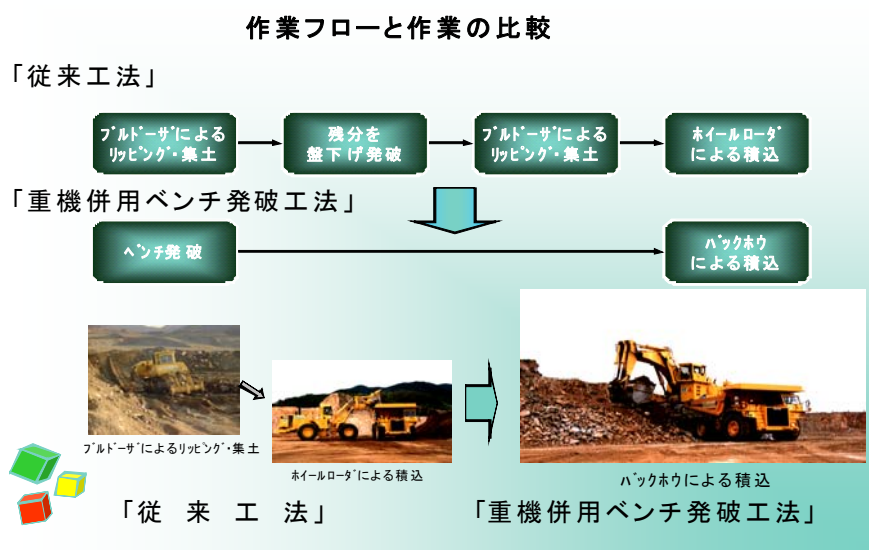 作業フローと作業の比較
「従来工法」
ﾌﾞﾙﾄﾞｰｻﾞによる
ﾘｯﾋﾟﾝｸﾞ・集土
残分を
盤下げ発破
ﾌﾞﾙﾄﾞｰｻﾞによる
ﾘｯﾋﾟﾝｸﾞ・集土
ﾎｲｰﾙﾛｰﾀﾞ
による積込
「重機併用ベンチ発破工法」
ﾍﾞﾝﾁ発破
ﾊﾞｯｸﾎｳ
による積込
ﾌﾞﾙﾄﾞｰｻﾞによるﾘｯﾋﾟﾝｸﾞ・集土
ﾎｲｰﾙﾛｰﾀﾞによる積込
ﾊﾞｯｸﾎｳによる積込
「従 来 工 法」
「重機併用ベンチ発破工法」